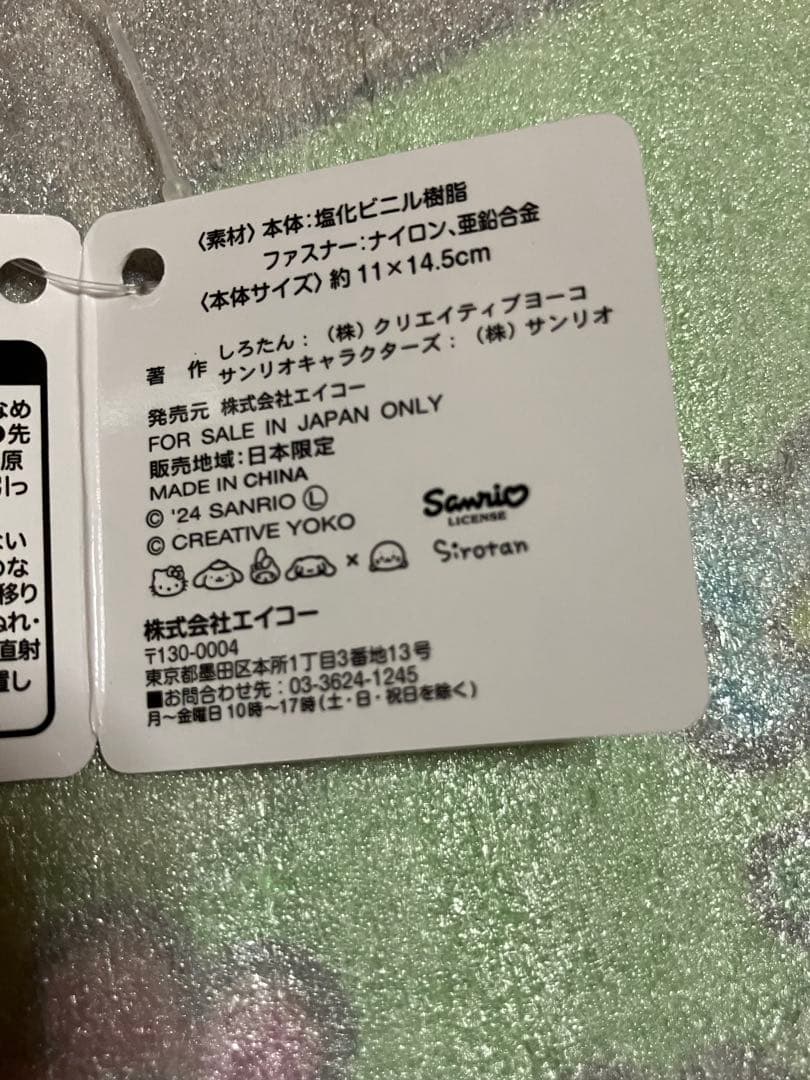 なめ
●先
原
引っ
ない
のな
移り
ぬれ・
直射
置し
〈素材〉本体:塩化ビニル樹脂
ファスナー:ナイロン、亜鉛合金
〈本体サイズ〉約11×14.5cm
著 作 しろたん:(株)クリエイティブヨーコ
サンリオキャラクターズ:(株)サンリオ
発売元 株式会社エイコー
FOR SALE IN JAPAN ONLY
販売地域:日本限定
MADE IN CHINA
© '24 SANRIO Ⓛ
© CREATIVE YOKO
Sanrio
LICENSE
× Sirotan
株式会社エイコー
〒130-0004
東京都墨田区本所1丁目3番地13号
■お問合わせ先:03-3624-1245
月〜金曜日10時〜17時(土・日・祝日を除く)